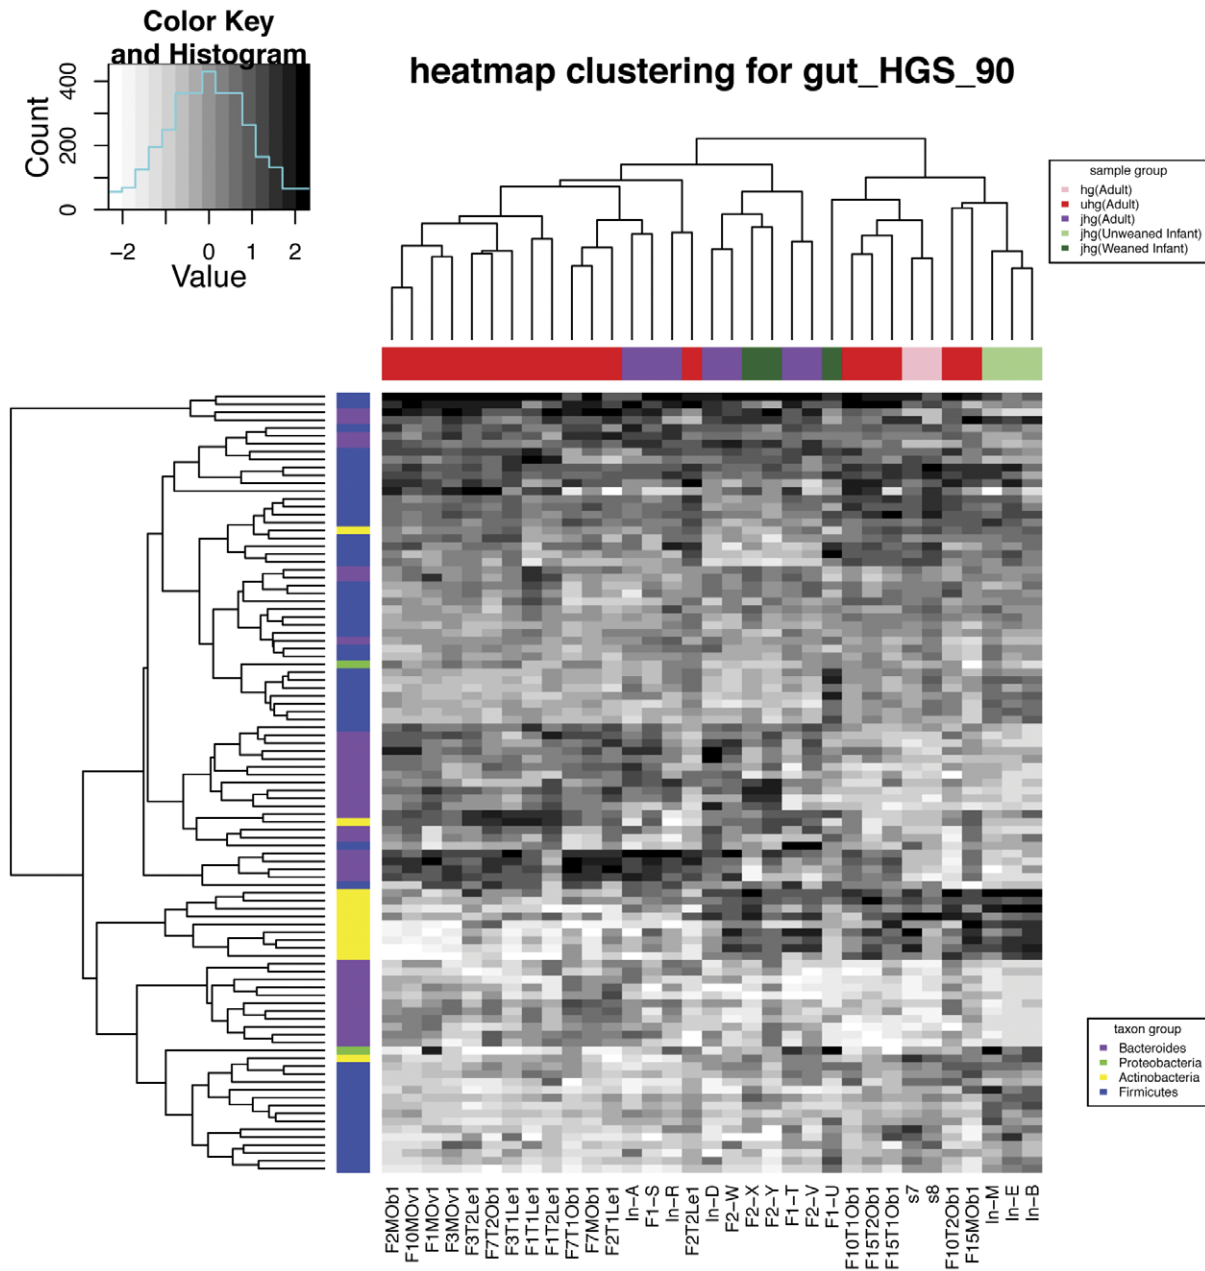 Color Key
and Histogram
heatmap clustering for gut_HGS_90
Count
0
200
400
−2
0
1
2
Value
sample group
hg(Adult)
uhg(Adult)
jhg(Adult)
jhg(Unweaned Infant)
jhg(Weaned Infant)
taxon group
Bacteroides
Proteobacteria
Actinobacteria
Firmicutes
F2MOb1
F10MOv1
F1MOv1
F3MOv1
F3T2Le1
F7T2Ob1
F3T1Le1
F1T1Le1
F1T2Le1
F7T1Ob1
F7MOb1
F2T1Le1
In−A
F1−S
In−R
F2T2Le1
In−D
F2−W
F2−X
F2−Y
F1−T
F2−V
F1−U
F10T1Ob1
F15T2Ob1
F15T1Ob1
s7
s8
F10T2Ob1
F15MOb1
In−M
In−E
In−B